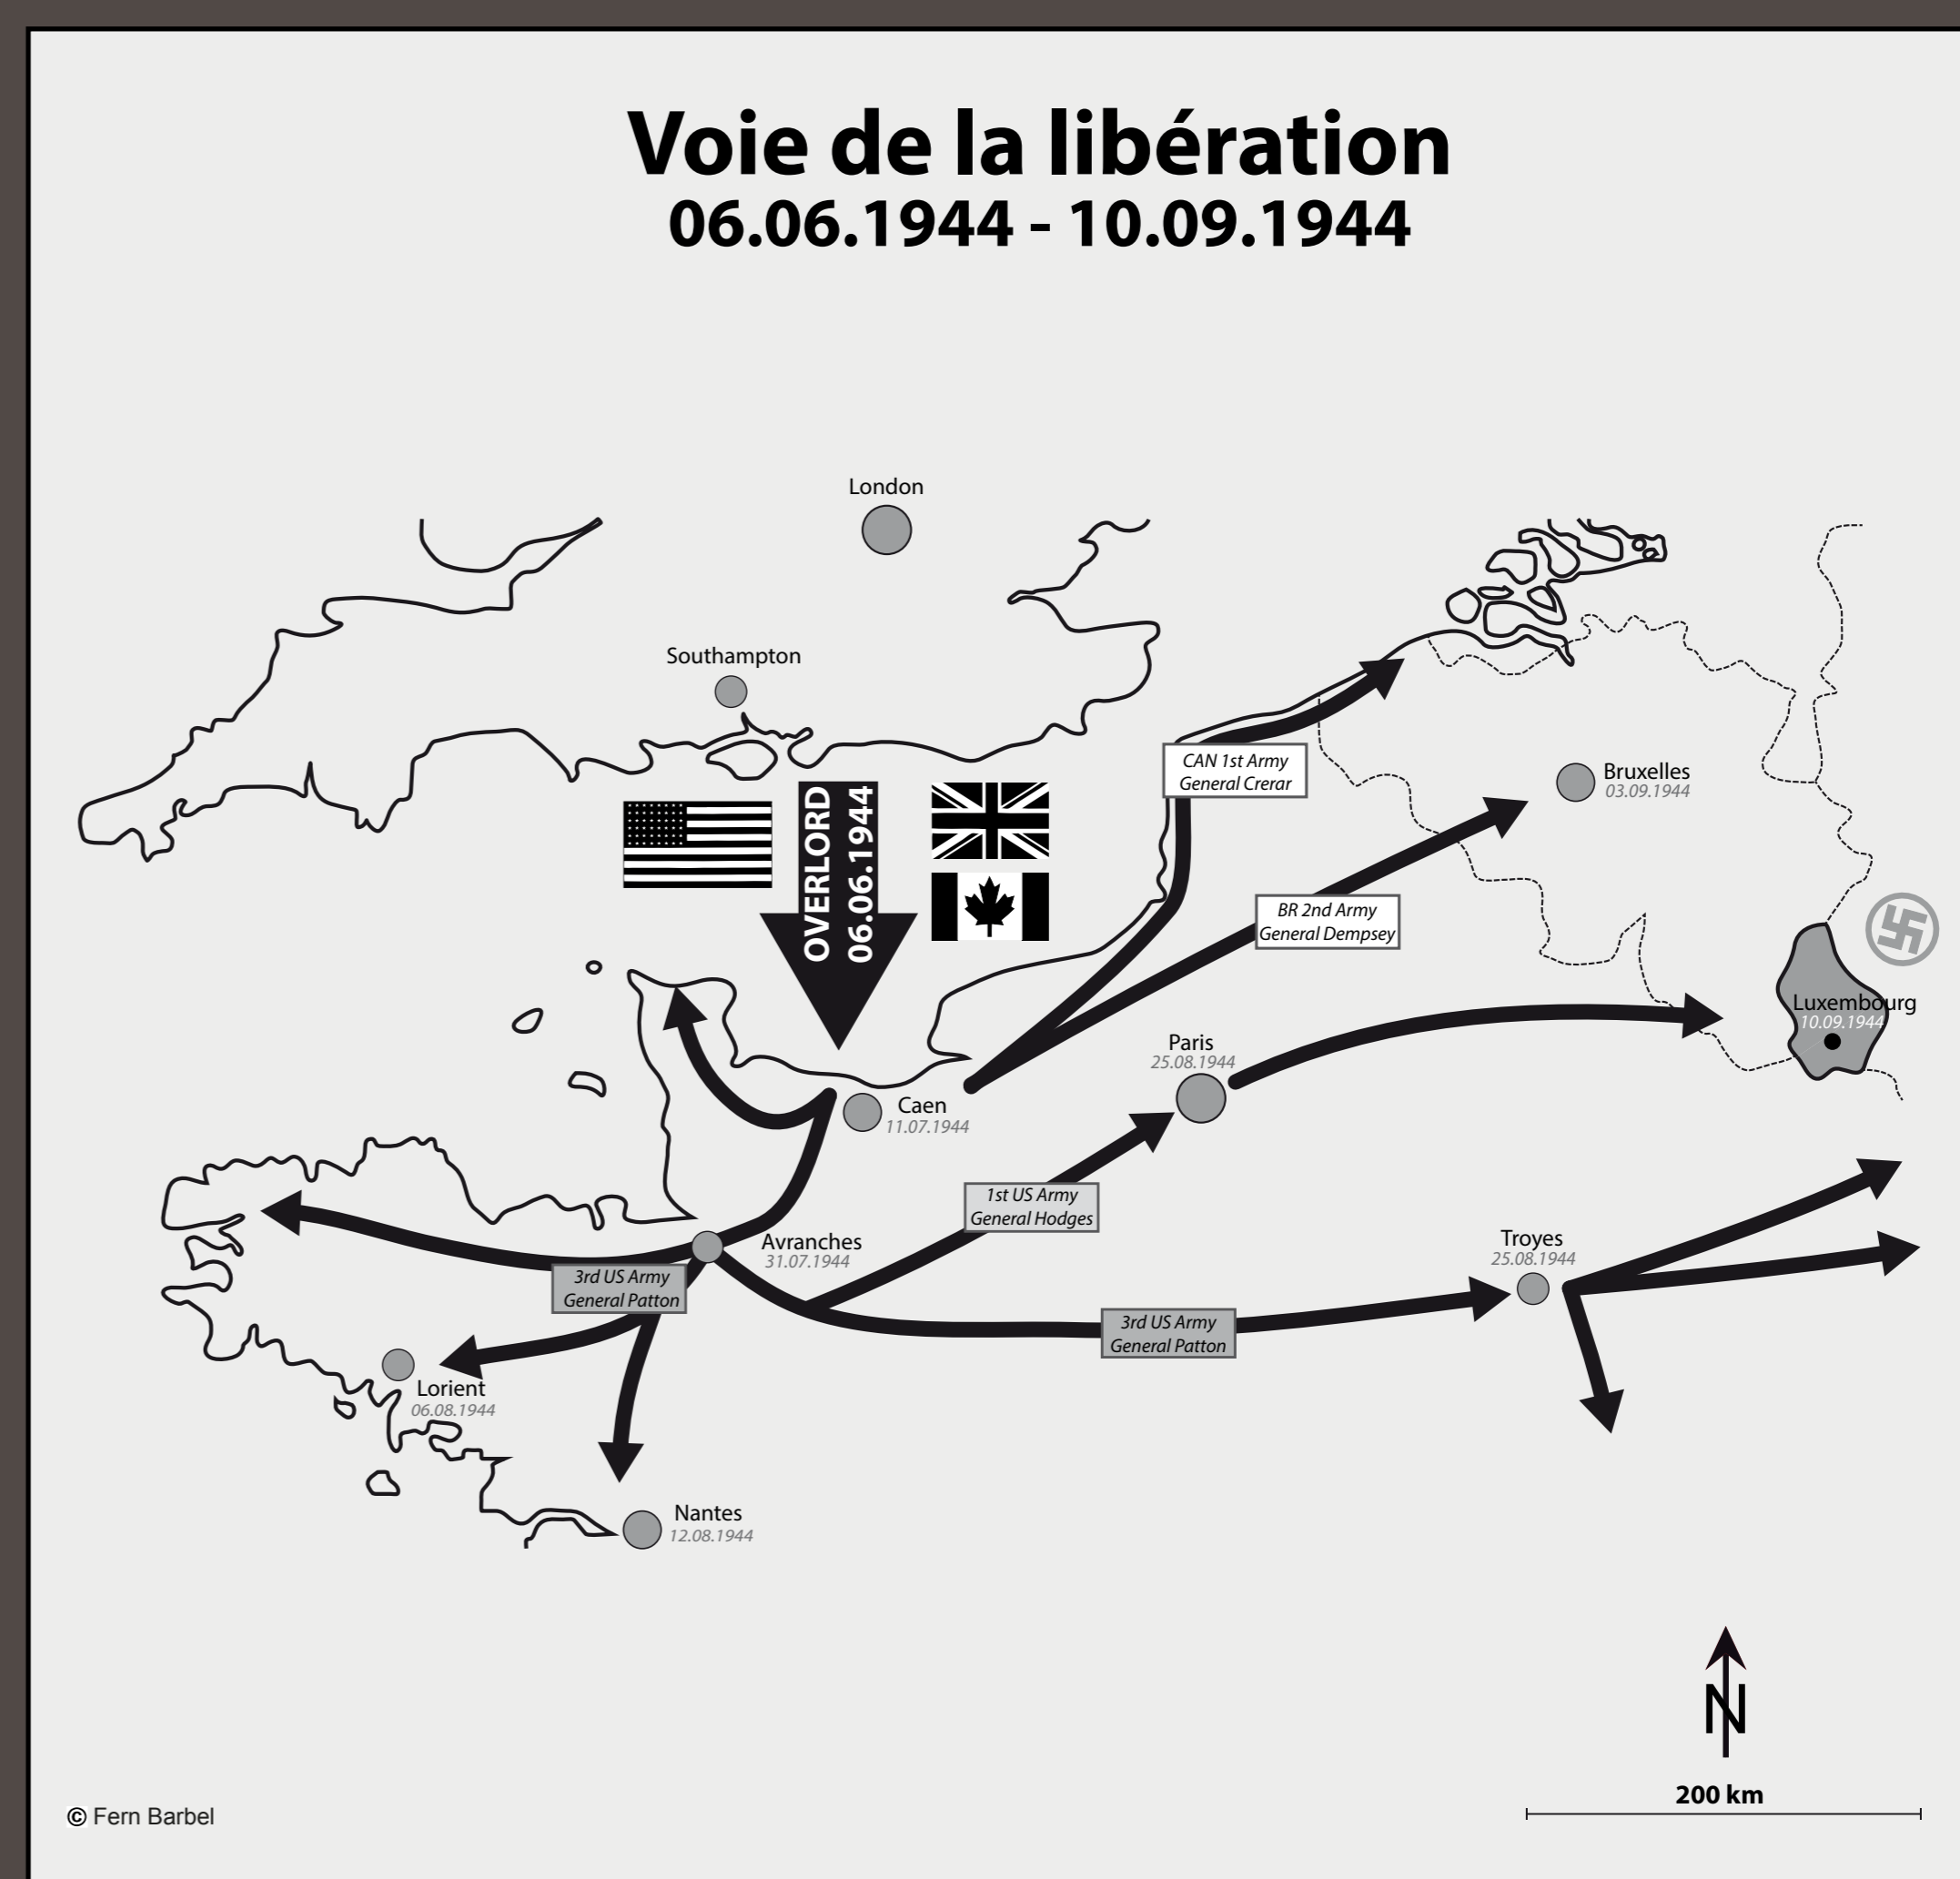 Voie de la libération
06.06.1944 - 10.09.1944
London
Southampton
OVERLORD
06.06.1944
CAN 1st Army
General Crerar
Bruxelles
03.09.1944
BR 2nd Army
General Dempsey
Luxembourg
10.09.1944
Paris
25.08.1944
Caen
11.07.1944
1st US Army
General Hodges
Avranches
31.07.1944
Troyes
25.08.1944
3rd US Army
General Patton
3rd US Army
General Patton
Lorient
06.08.1944
Nantes
12.08.1944
N
200 km
© Fern Barbel